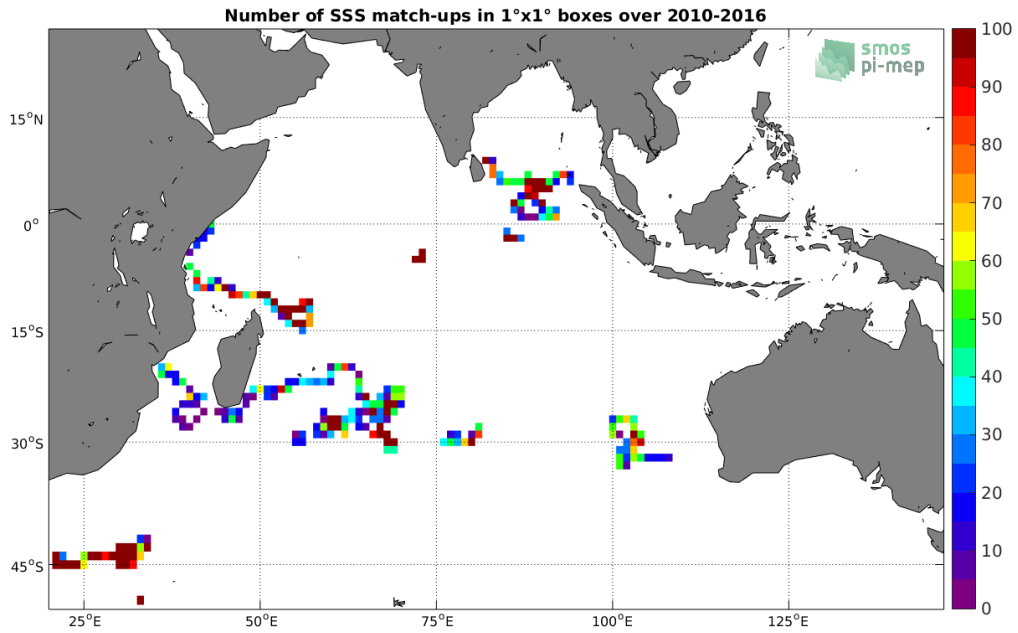 Number of SSS match-ups in 1°x1° boxes over 2010-2016
smos
pi-mep
15°N
0°
15°S
30°S
45°S
25°E
50°E
75°E
100°E
125°E
100
90
80
70
60
50
40
30
20
10
0